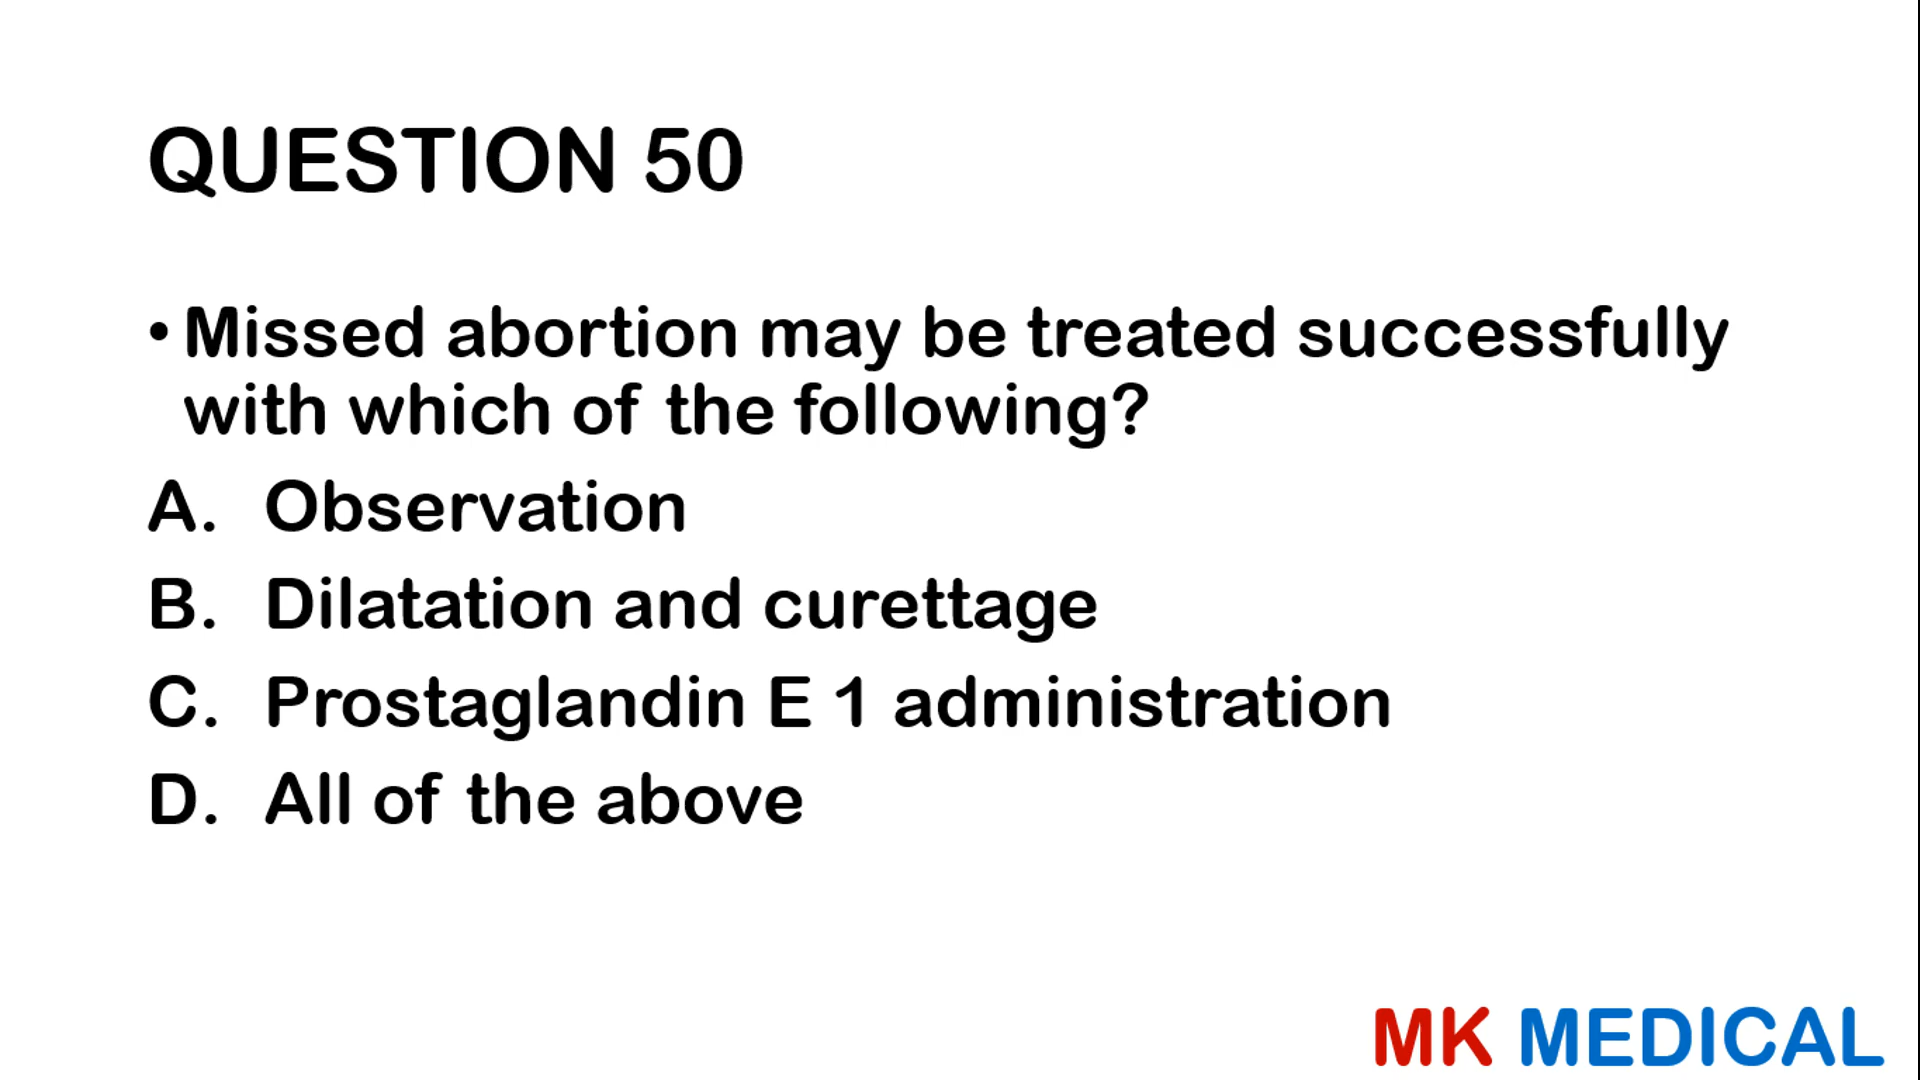 QUESTION 50
• Missed abortion may be treated successfully
with which of the following?
A. Observation
B. Dilatation and curettage
C. Prostaglandin E 1 administration
D. All of the above
MK MEDICAL